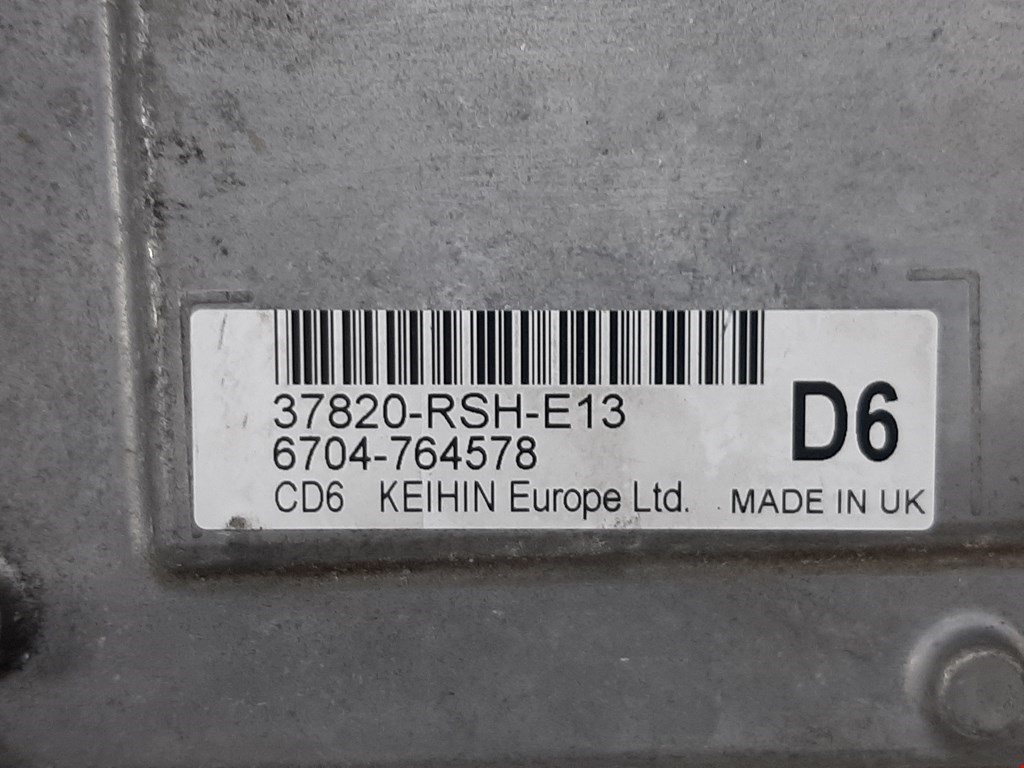 37820-RSH-E13
D6
6704-764578
CD6 KEIHIN Europe Ltd. MADE IN UK